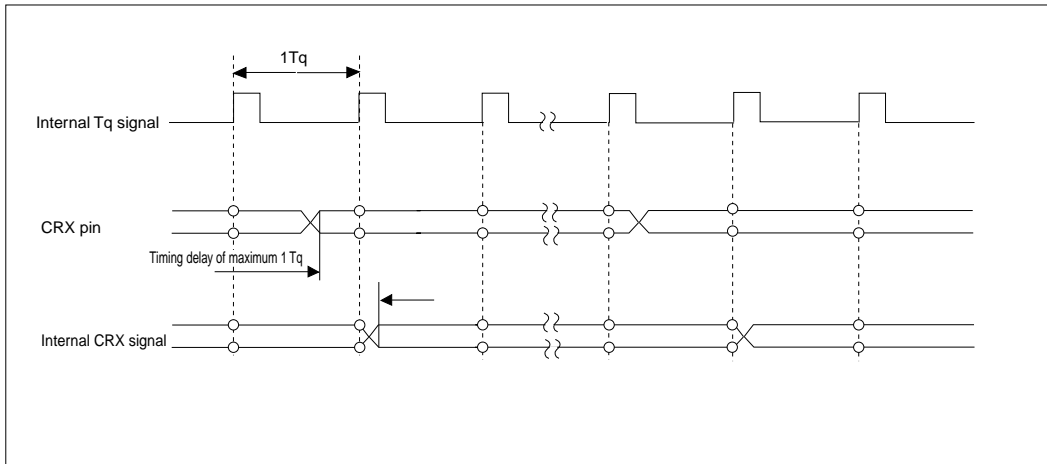 1Tq
Internal Tq signal
CRX pin
Timing delay of maximum 1 Tq
Internal CRX signal